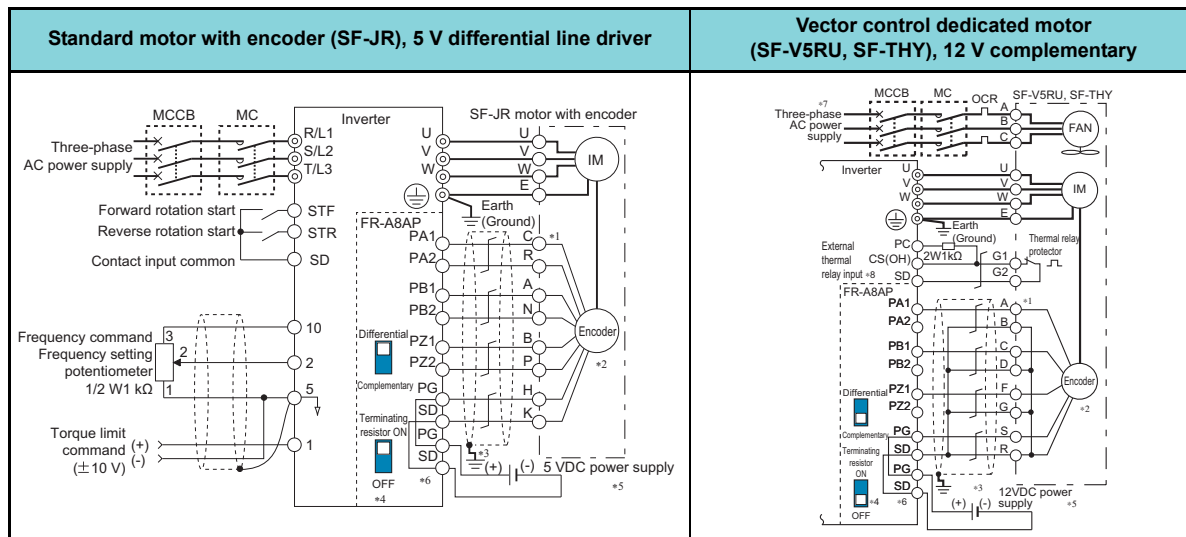 Standard motor with encoder (SF-JR), 5 V differential line driver
MCCB
MC
Three-phase
AC power supply
R/L1
S/L2
T/L3
Inverter
U
V
W
SF-JR motor with encoder
U
V
W
E
IM
Earth
(Ground)
Forward rotation start
Reverse rotation start
Contact input common
STF
STR
SD
FR-A8AP
PA1
PA2
PB1
PB2
PZ1
PZ2
PG
SD
PG
SD
C
*1
R
A
N
B
P
H
K
Differential
Complementary
Terminating
resistor ON
OFF
*4
Encoder
*2
Frequency command
Frequency setting
potentiometer
1/2 W1 kΩ
3
2
1
10
2
5
1
Torque limit
command
(±10 V)
(+)
(-)
*3
*6
(+)
(-)
5 VDC power supply
*5
Vector control dedicated motor
(SF-V5RU, SF-THY), 12 V complementary
MCCB
MC
OCR
SF-V5RU, SF-THY
*7
Three-phase
AC power
supply
A
B
C
FAN
Inverter
U
V
W
U
V
W
E
IM
Earth
(Ground)
PC
CS(OH)
SD
2W1kΩ
G1
G2
Thermal relay
protector
External
thermal
relay input *8
FR-A8AP
PA1
PA2
PB1
PB2
PZ1
PZ2
PG
SD
PG
SD
A
*1
B
C
D
F
G
S
R
Differential
Complementary
Terminating
resistor
ON
*4
OFF
Encoder
*2
*3
*6
(+)
(-)
12VDC power
supply
*5